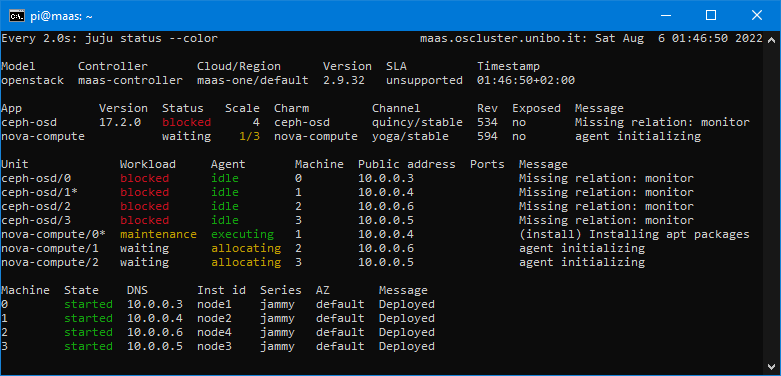 pi@maas: ~
Every 2.0s: juju status --color                    maas.oscluster.unibo.it: Sat Aug  6 01:46:50 2022
Model      Controller       Cloud/Region      Version  SLA          Timestamp
openstack  maas-controller  maas-one/default  2.9.32   unsupported  01:46:50+02:00
App           Version  Status   Scale  Charm         Channel        Rev  Exposed  Message
ceph-osd      17.2.0   blocked      4  ceph-osd      quincy/stable  534  no       Missing relation: monitor
nova-compute           waiting    1/3  nova-compute  yoga/stable    594  no       agent initializing
Unit             Workload     Agent       Machine  Public address  Ports  Message
ceph-osd/0       blocked      idle        0        10.0.0.3               Missing relation: monitor
ceph-osd/1*      blocked      idle        1        10.0.0.4               Missing relation: monitor
ceph-osd/2       blocked      idle        2        10.0.0.6               Missing relation: monitor
ceph-osd/3       blocked      idle        3        10.0.0.5               Missing relation: monitor
nova-compute/0*  maintenance  executing   1        10.0.0.4               (install) Installing apt packages
nova-compute/1   waiting      allocating  2        10.0.0.6               agent initializing
nova-compute/2   waiting      allocating  3        10.0.0.5               agent initializing
Machine  State    DNS       Inst id  Series  AZ       Message
0        started  10.0.0.3  node1    jammy   default  Deployed
1        started  10.0.0.4  node2    jammy   default  Deployed
2        started  10.0.0.6  node4    jammy   default  Deployed
3        started  10.0.0.5  node3    jammy   default  Deployed